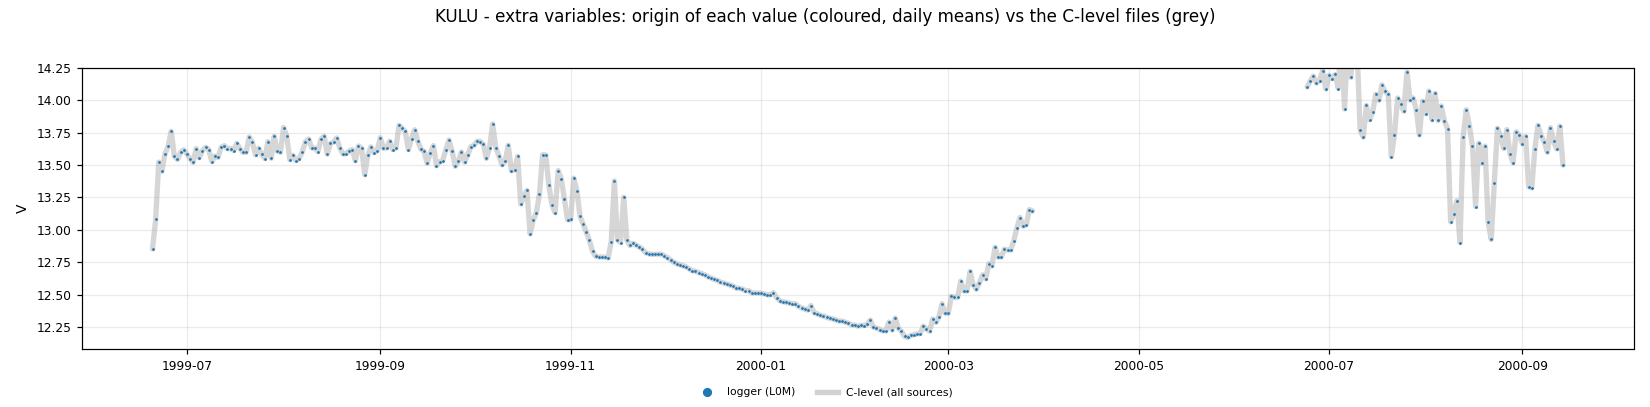 KULU - extra variables: origin of each value (coloured, daily means) vs the C-level files (grey)
14.25
14.00
13.75
13.50
13.25
13.00
12.75
12.50
12.25
V
1999-07 1999-09 1999-11 2000-01 2000-03 2000-05 2000-07 2000-09
logger (L0M) C-level (all sources)